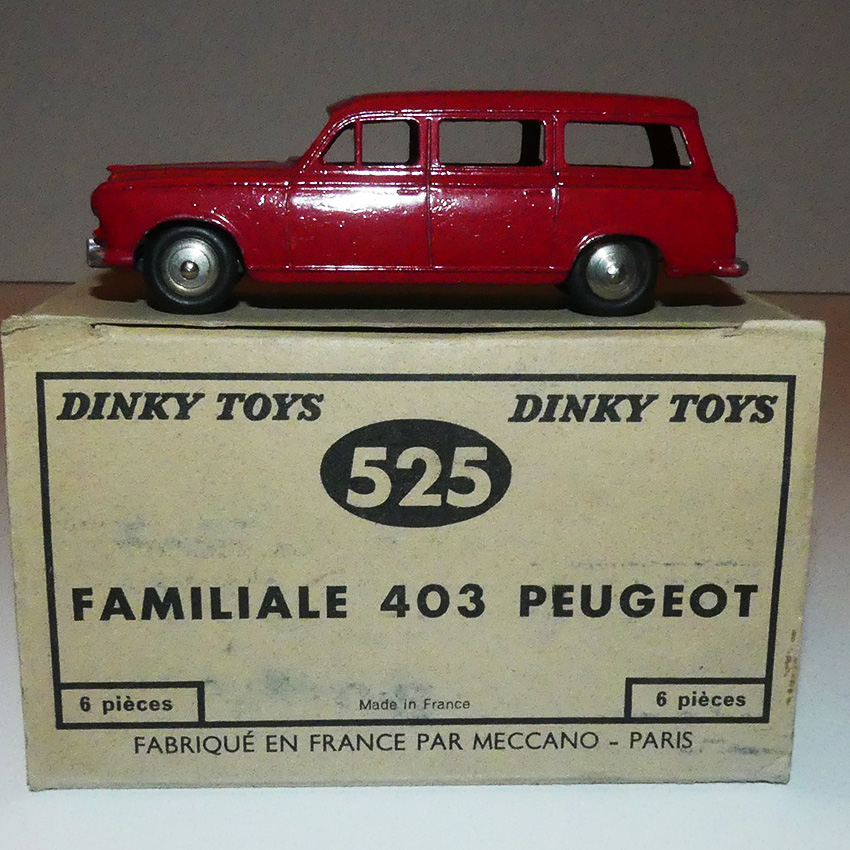 DINKY TOYS DINKY TOYS
525
FAMILIALE 403 PEUGEOT
6 pièces Made in France 6 pièces
FABRIQUÉ EN FRANCE PAR MECCANO - PARIS